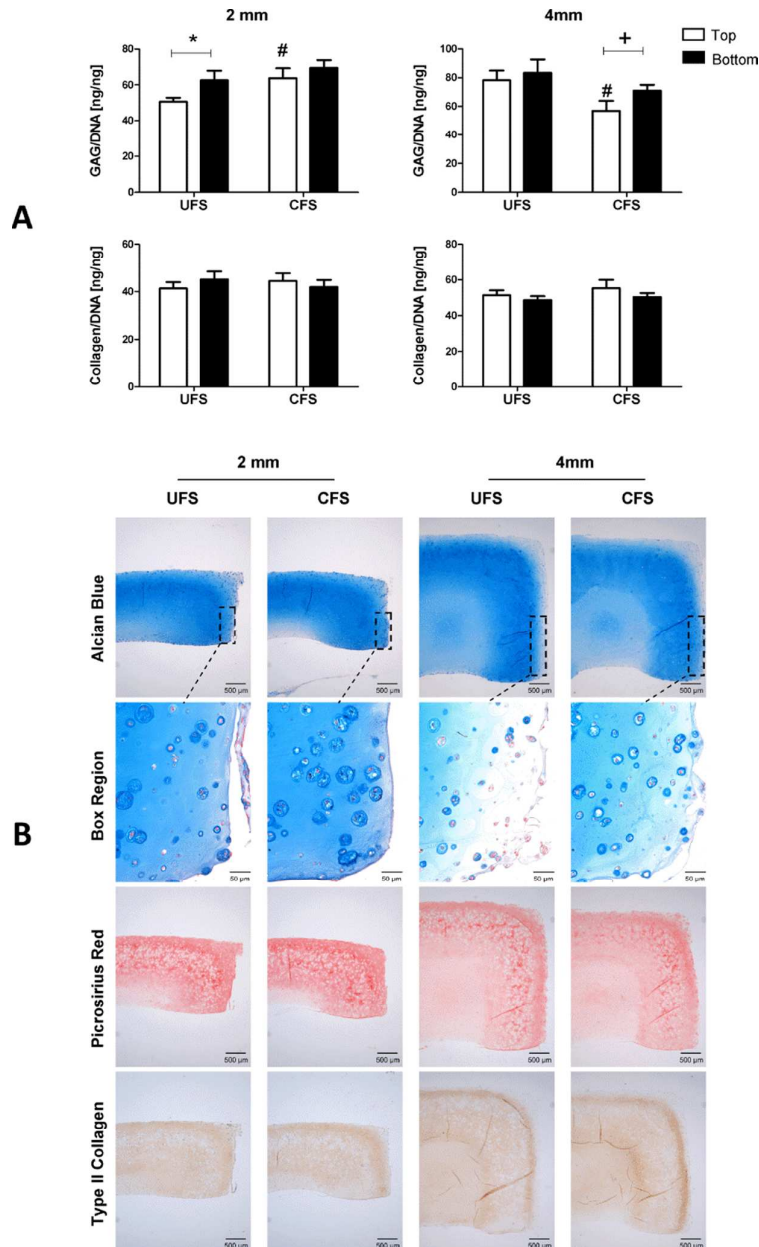 2 mm
4mm
Top
Bottom
*
#
+
#
GAG/DNA [ng/ng]
80
60
40
20
0
UFS
CFS
GAG/DNA [ng/ng]
100
80
60
40
20
0
UFS
CFS
A
Collagen/DNA [ng/ng]
60
40
20
0
UFS
CFS
Collagen/DNA [ng/ng]
80
60
40
20
0
UFS
CFS
2 mm
4mm
UFS
CFS
UFS
CFS
Alcian Blue
500 µm
500 µm
500 µm
500 µm
B
Box Region
50 µm
50 µm
50 µm
50 µm
Picrosirius Red
500 µm
500 µm
500 µm
500 µm
Type II Collagen
500 µm
500 µm
500 µm
500 µm